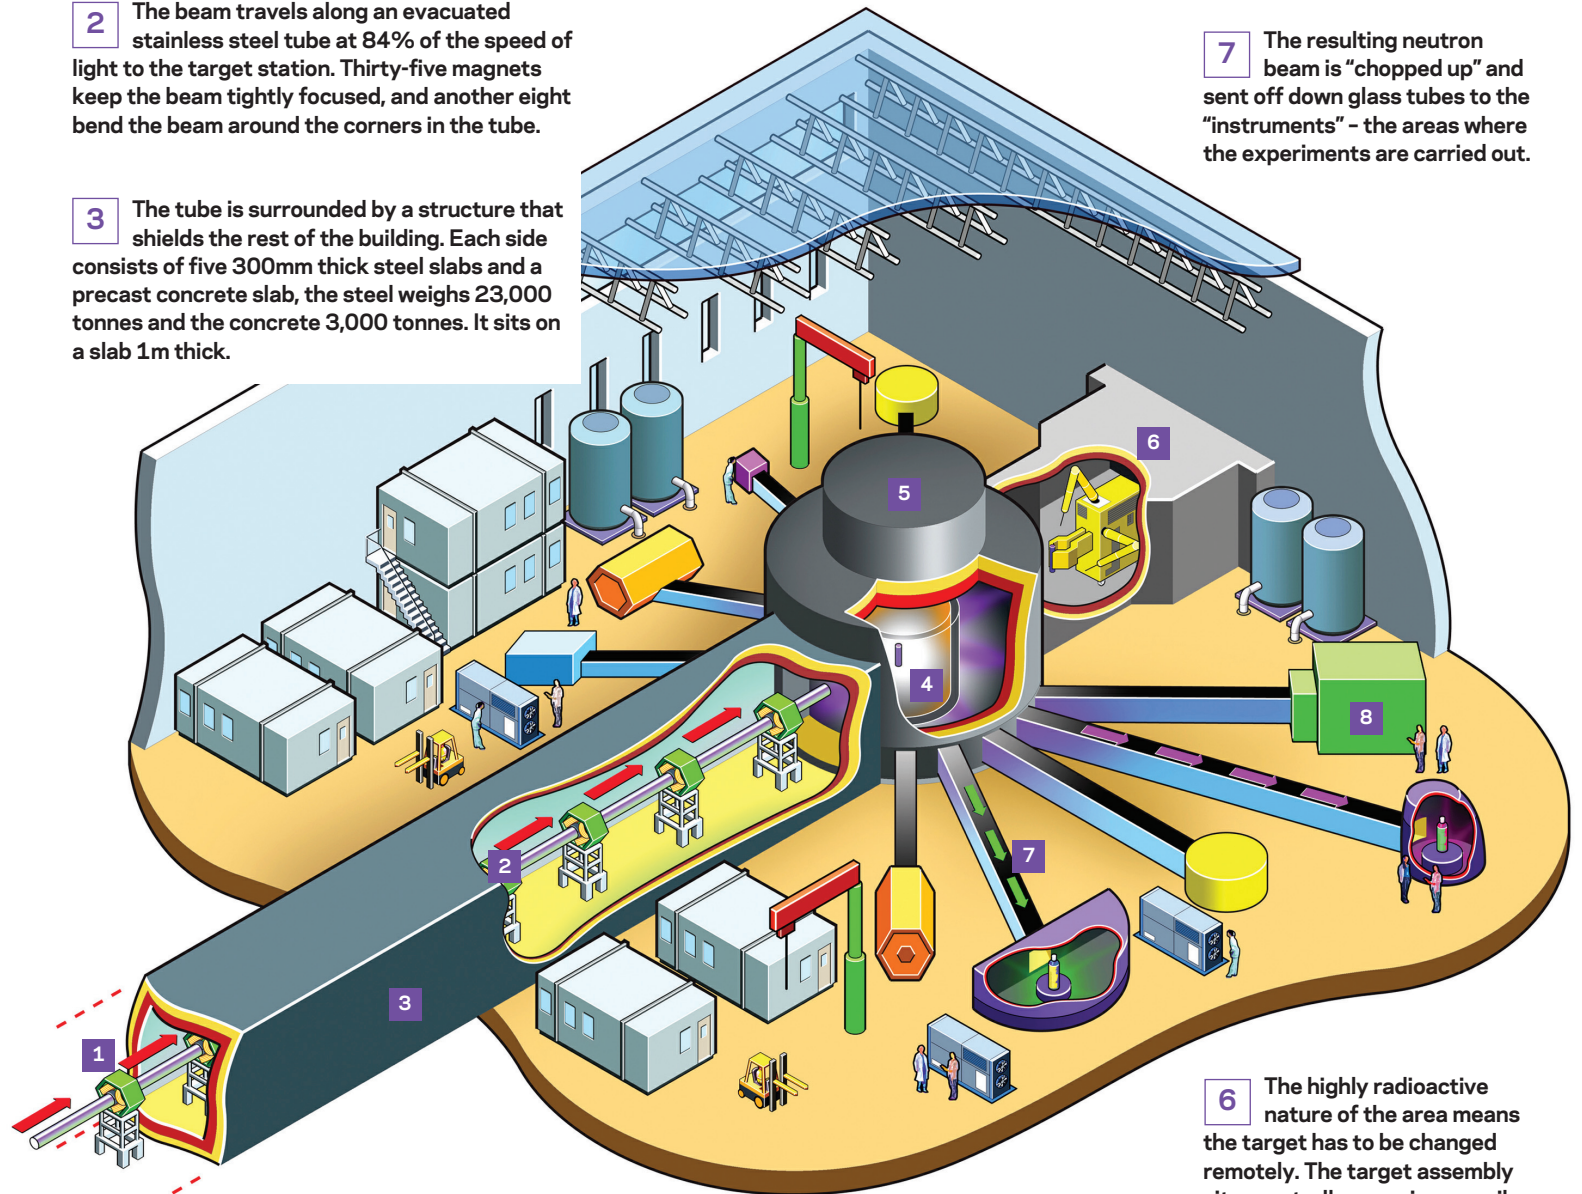 2 The beam travels along an evacuated
stainless steel tube at 84% of the speed of
light to the target station. Thirty-five magnets
keep the beam tightly focused, and another eight
bend the beam around the corners in the tube.
3 The tube is surrounded by a structure that
shields the rest of the building. Each side
consists of five 300mm thick steel slabs and a
precast concrete slab, the steel weighs 23,000
tonnes and the concrete 3,000 tonnes. It sits on
a slab 1m thick.
7 The resulting neutron
beam is “chopped up” and
sent off down glass tubes to the
“instruments” – the areas where
the experiments are carried out.
6
5
4
8
2
7
3
1
6 The highly radioactive
nature of the area means
the target has to be changed
remotely. The target assembly